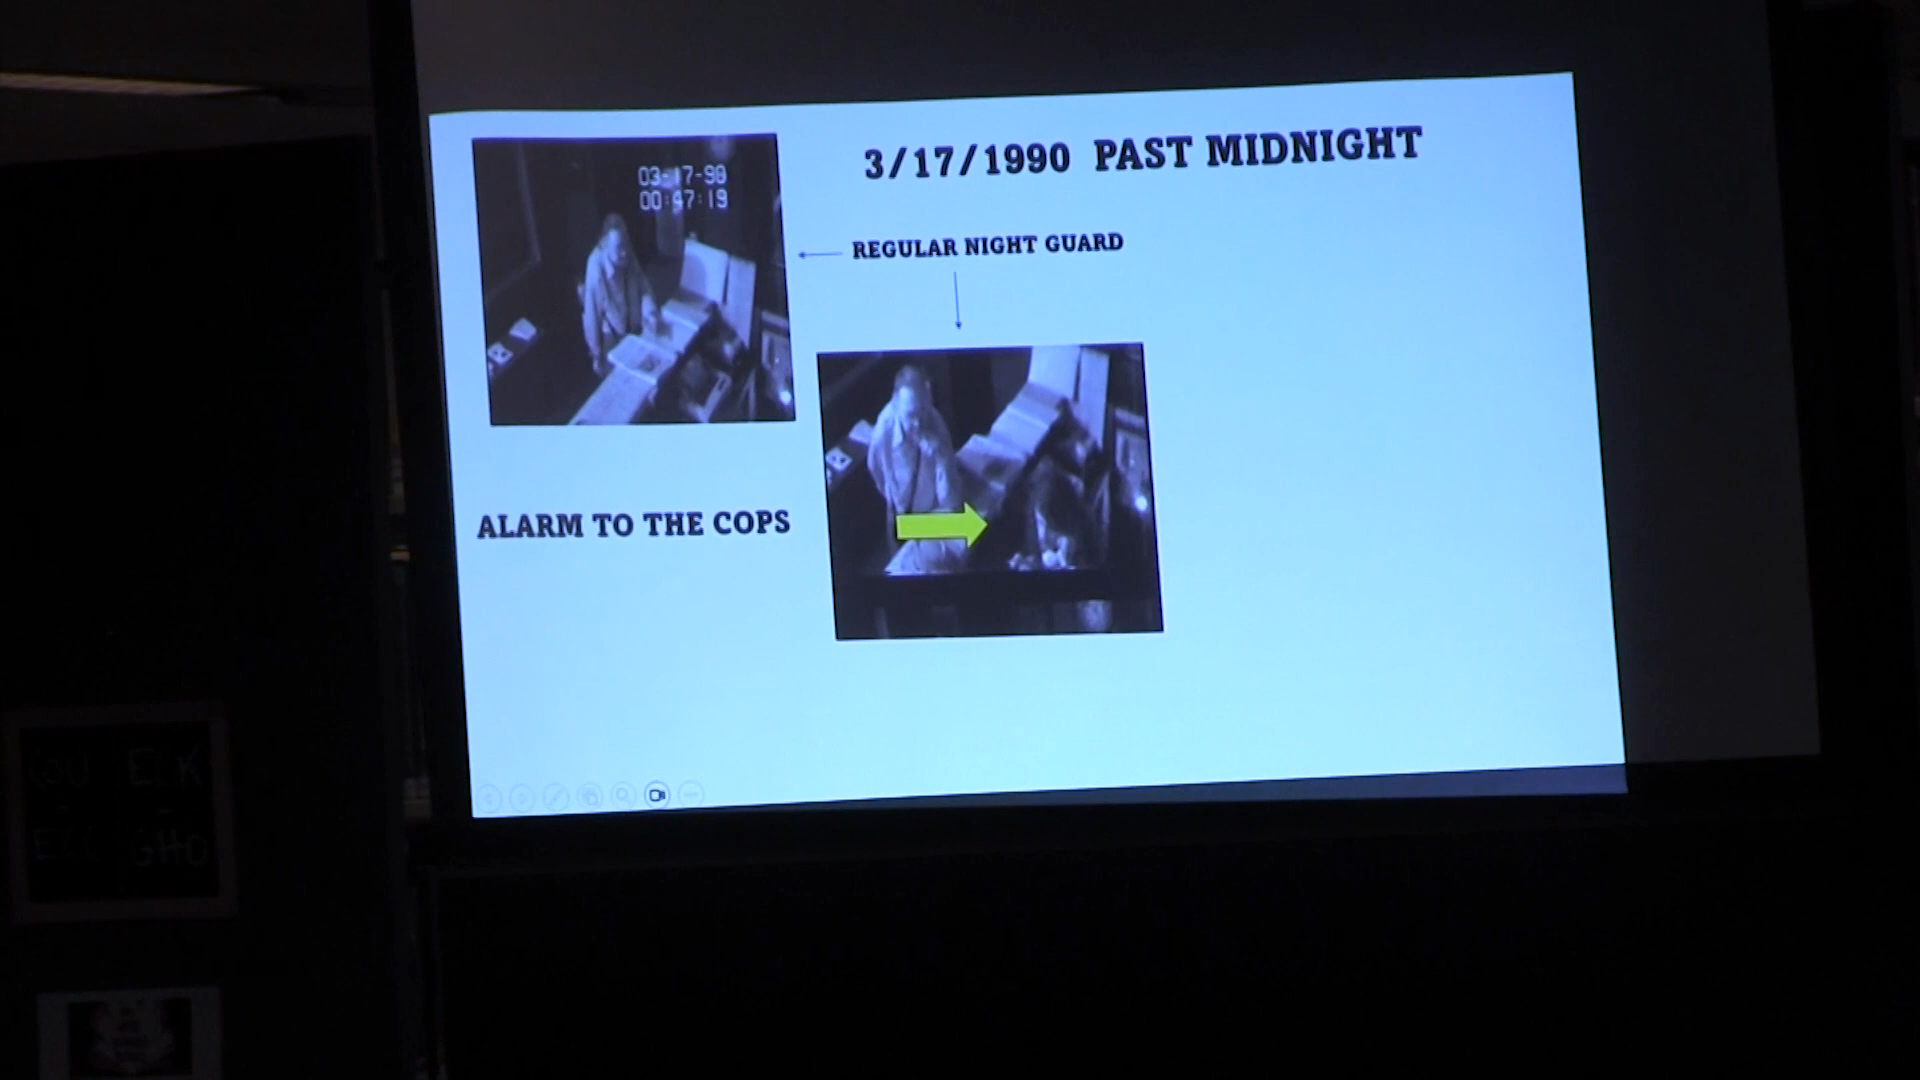 03-17-90
00:47:19
3/17/1990 PAST MIDNIGHT
REGULAR NIGHT GUARD
ALARM TO THE COPS